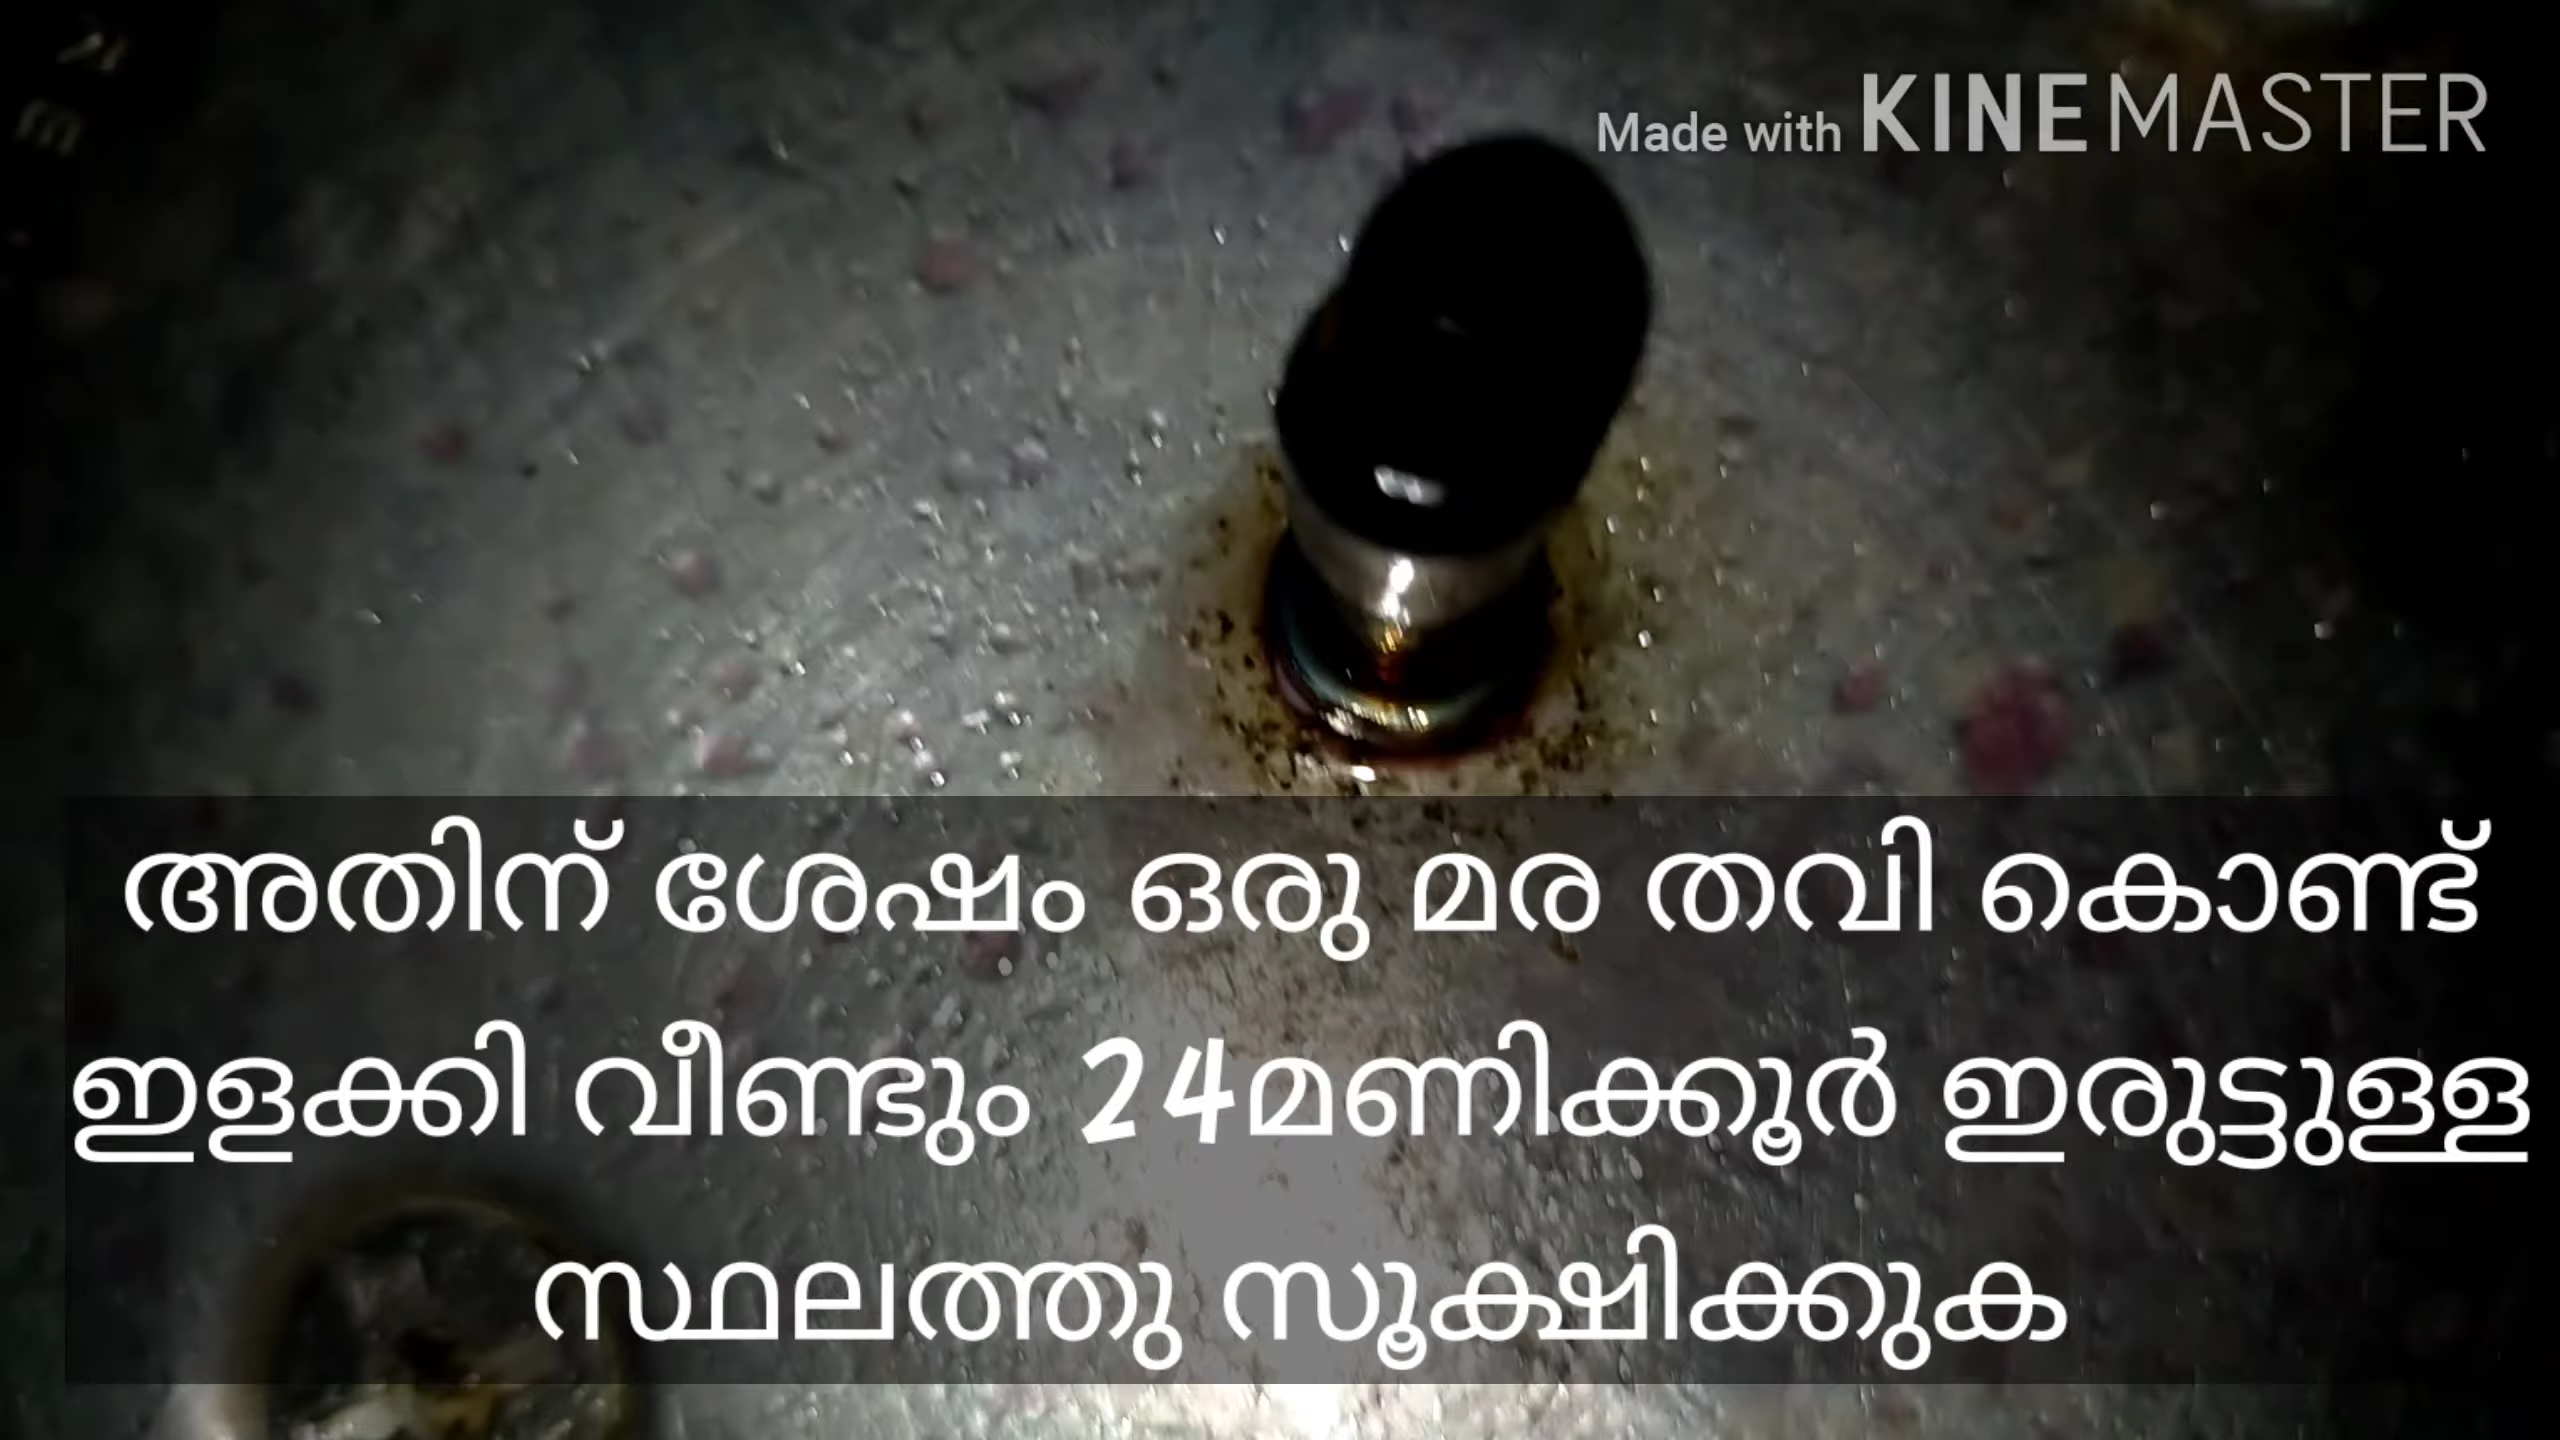 Made with KINEMASTER
അതിന് ശേഷം ഒരു മര തവി കൊണ്ട്
ഇളക്കി വീണ്ടും 24മണിക്കൂർ ഇരുട്ടുള്ള
സ്ഥലത്തു സൂക്ഷിക്കുക